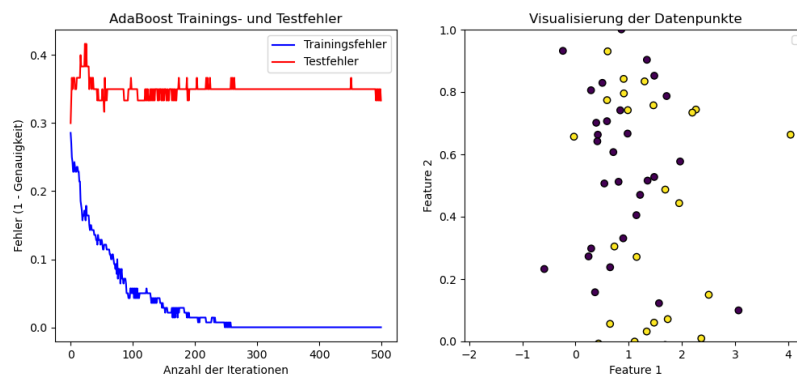 AdaBoost Trainings- und Testfehler
Fehler (1 - Genauigkeit)
0.4
0.3
0.2
0.1
0.0
Trainingsfehler
Testfehler
0 100 200 300 400 500
Anzahl der Iterationen
Visualisierung der Datenpunkte
Feature 2
1.0
0.8
0.6
0.4
0.2
0.0
−2 −1 0 1 2 3 4
Feature 1